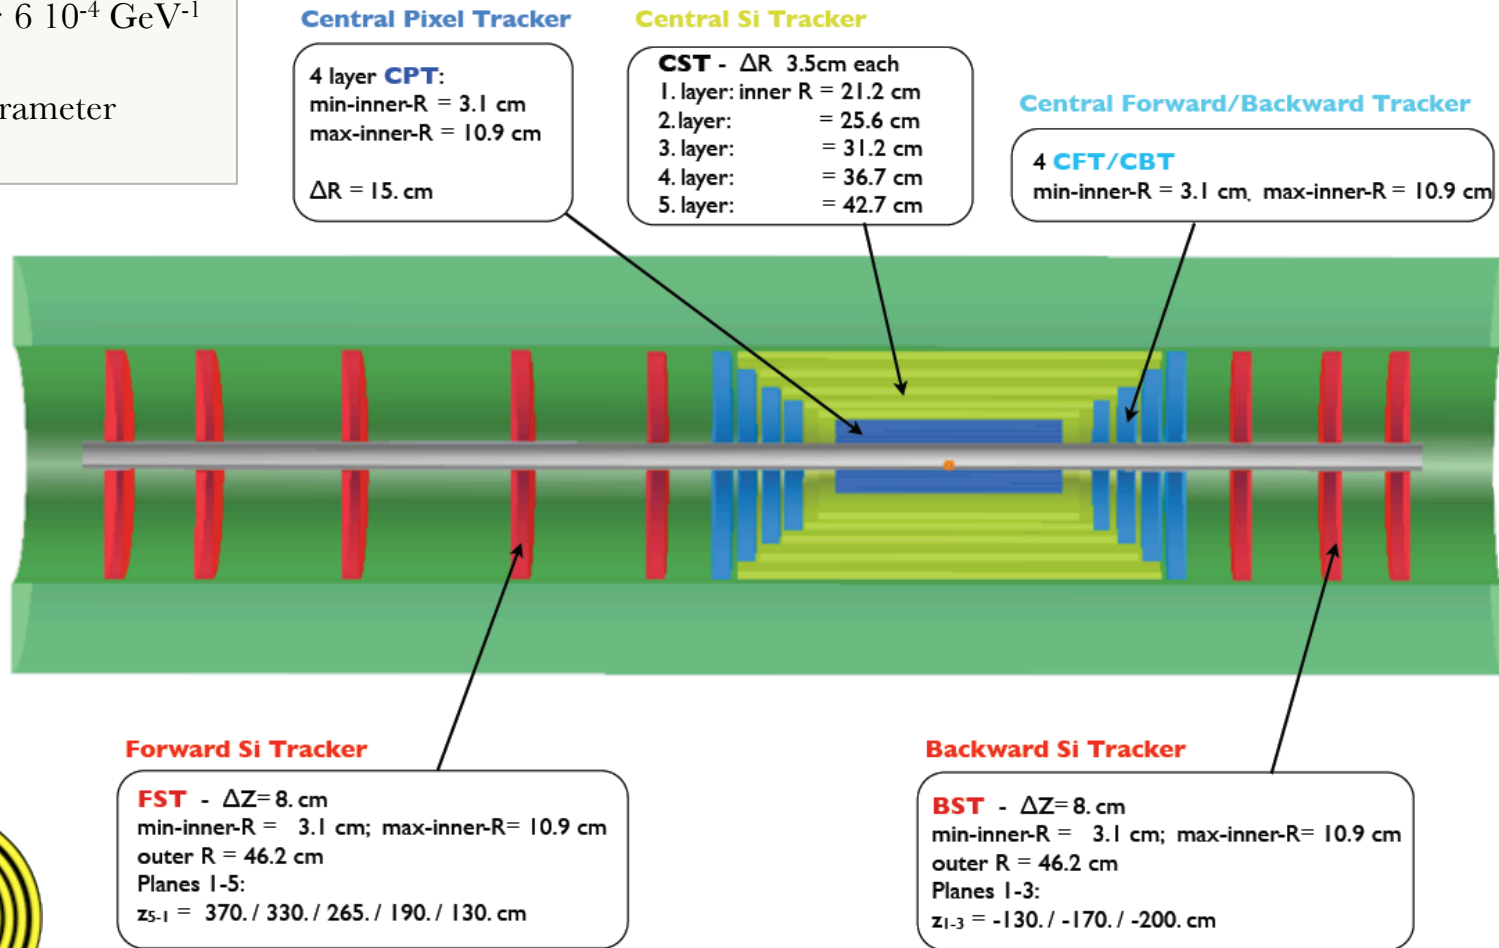 6 10-4 GeV-1
rameter
Central Pixel Tracker
4 layer CPT:
min-inner-R = 3.1 cm
max-inner-R = 10.9 cm
ΔR = 15. cm
Central Si Tracker
CST - ΔR 3.5cm each
1. layer: inner R = 21.2 cm
2. layer: = 25.6 cm
3. layer: = 31.2 cm
4. layer: = 36.7 cm
5. layer: = 42.7 cm
Central Forward/Backward Tracker
4 CFT/CBT
min-inner-R = 3.1 cm, max-inner-R = 10.9 cm
Forward Si Tracker
FST - ΔZ= 8. cm
min-inner-R = 3.1 cm; max-inner-R= 10.9 cm
outer R = 46.2 cm
Planes 1-5:
z5-1 = 370. / 330. / 265. / 190. / 130. cm
Backward Si Tracker
BST - ΔZ= 8. cm
min-inner-R = 3.1 cm; max-inner-R= 10.9 cm
outer R = 46.2 cm
Planes 1-3:
z1-3 = -130. / -170. / -200. cm